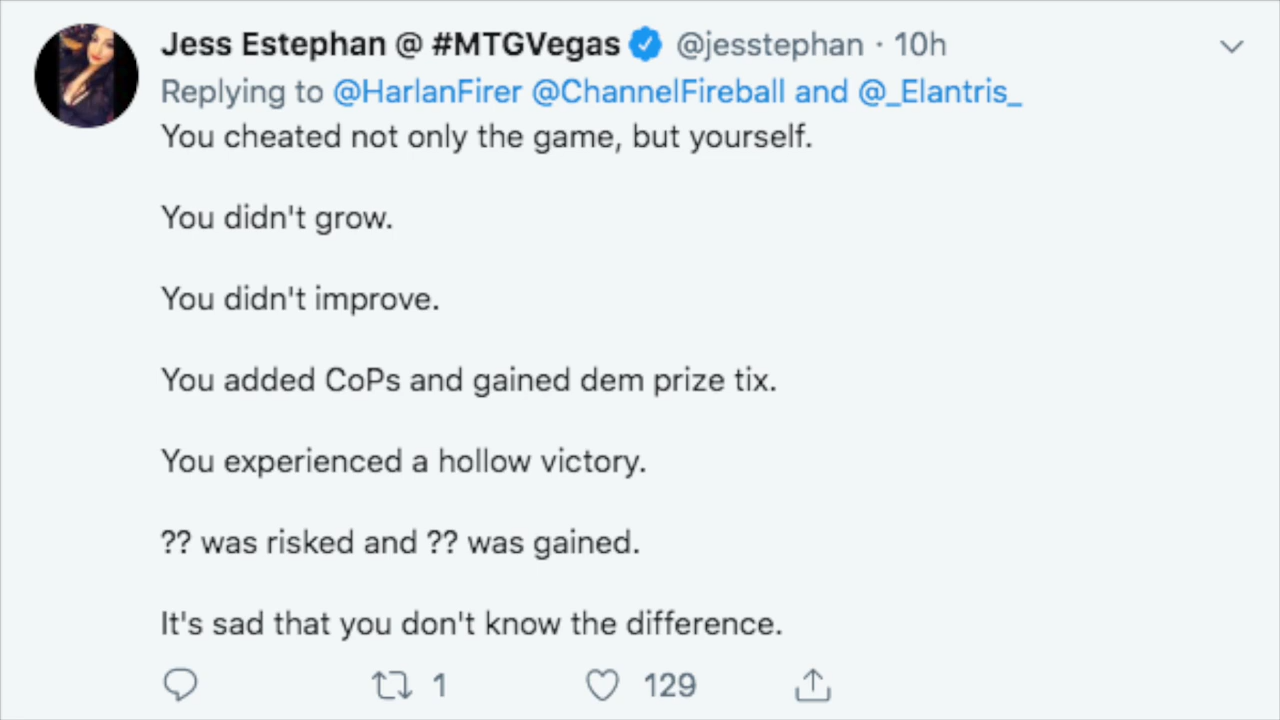 Jess Estephan @ #MTGVegas @jesstephan · 10h
Replying to @HarlanFirer @ChannelFireball and @_Elantris_
You cheated not only the game, but yourself.
You didn't grow.
You didn't improve.
You added CoPs and gained dem prize tix.
You experienced a hollow victory.
?? was risked and ?? was gained.
It's sad that you don't know the difference.
1 129